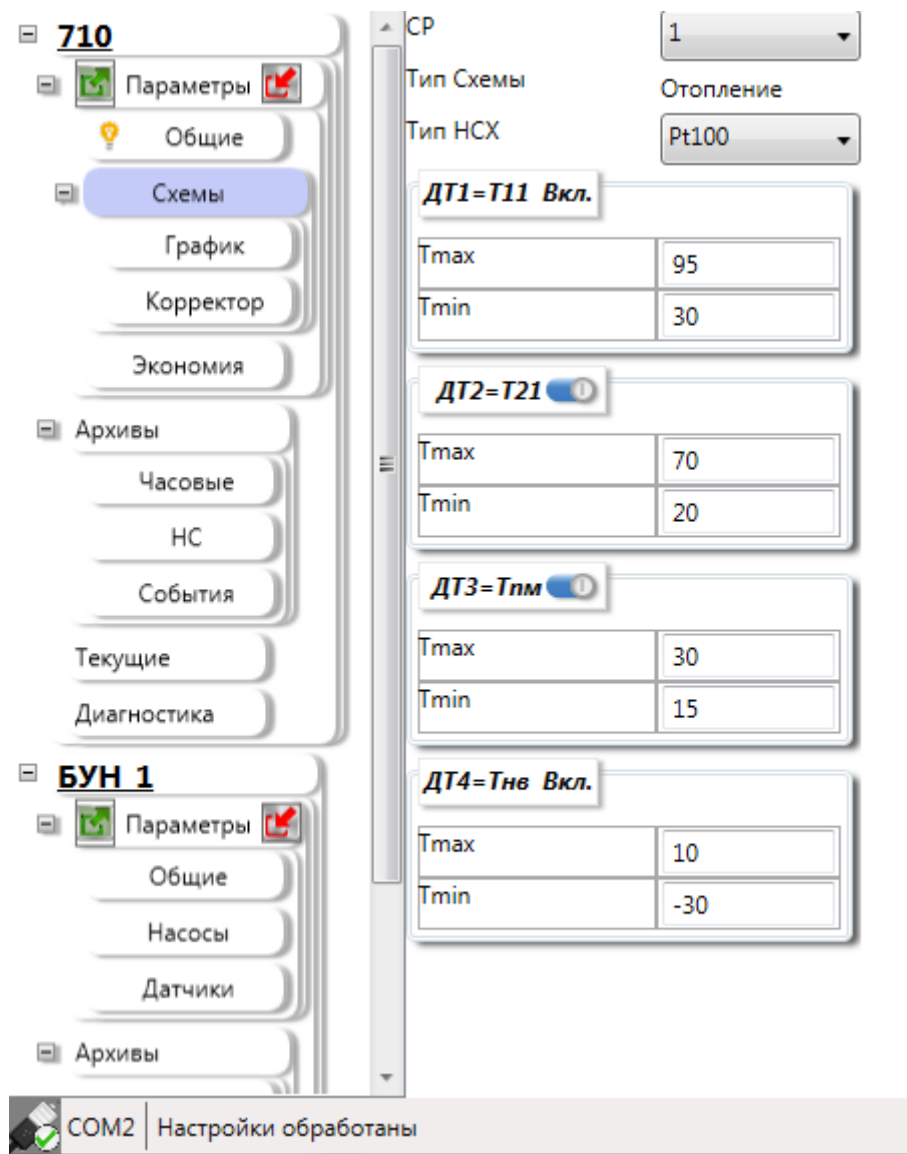 710
Параметры
Общие
Схемы
График
Корректор
Экономия
Архивы
Часовые
НС
События
Текущие
Диагностика
БУН 1
Параметры
Общие
Насосы
Датчики
Архивы
СР 1
Тип Схемы Отопление
Тип НСХ Pt100
ДТ1=Т11 Вкл.
Tmax 95
Tmin 30
ДТ2=Т21
Tmax 70
Tmin 20
ДТ3=Тпм
Tmax 30
Tmin 15
ДТ4=Тнв Вкл.
Tmax 10
Tmin -30
COM2 Настройки обработаны